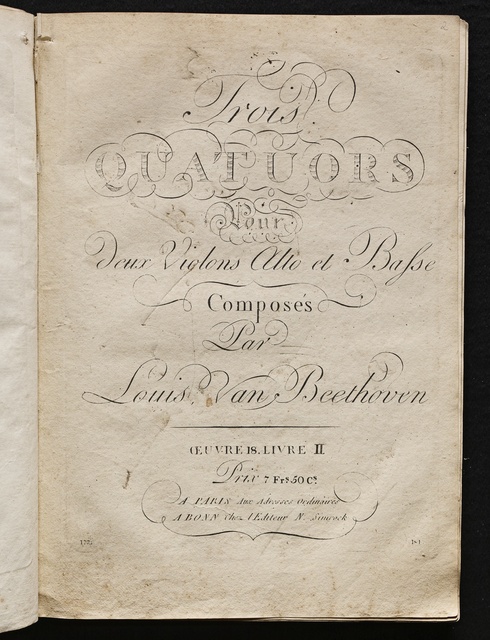 Trois
QUATUORS
Pour
deux Violons Alto et Basse
Composés
Par
Louis Van Beethoven
ŒUVRE 18. LIVRE II
Prix 7 Frs. 50 Cs.
A PARIS Aux Adresses Ordinaires
A BONN Chez l'Editeur N. Simrock